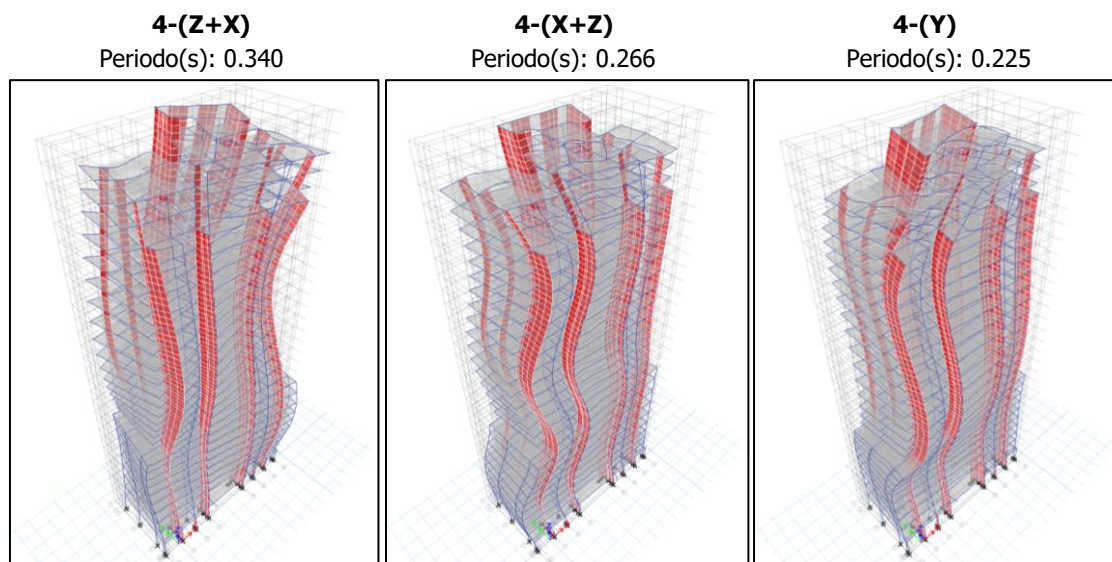 4-(Z+X)
Periodo(s): 0.340
4-(X+Z)
Periodo(s): 0.266
4-(Y)
Periodo(s): 0.225